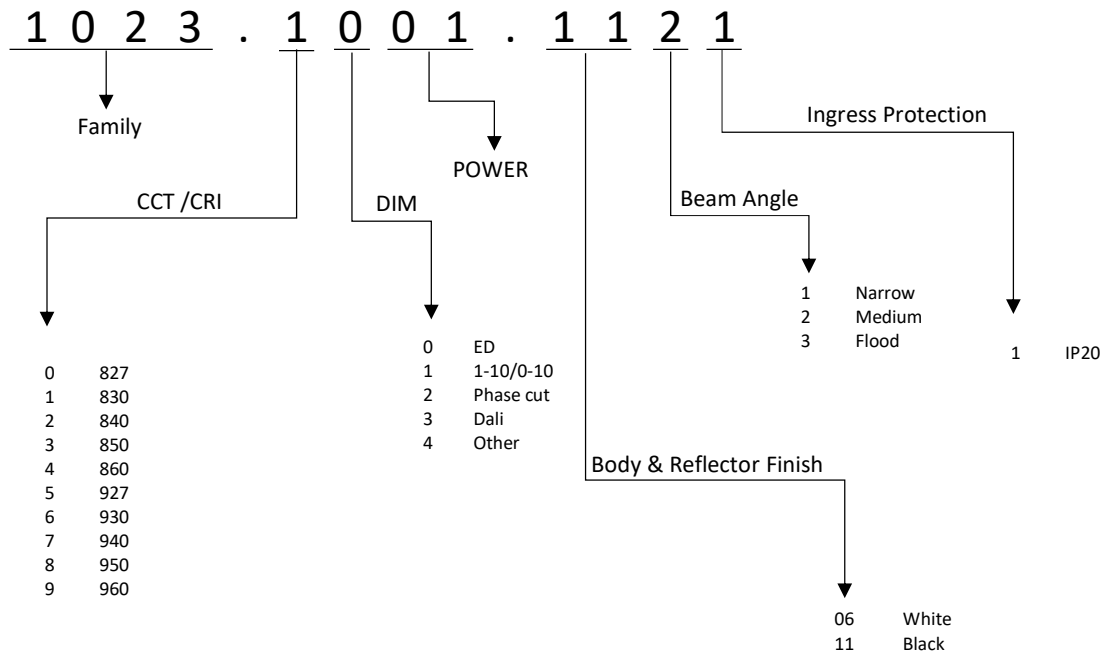 1 0 2 3 . 1 0 0 1 . 1 1 2 1
Family
POWER
Ingress Protection
CCT /CRI
DIM
Beam Angle
0 827
1 830
2 840
3 850
4 860
5 927
6 930
7 940
8 950
9 960
0 ED
1 1-10/0-10
2 Phase cut
3 Dali
4 Other
1 Narrow
2 Medium
3 Flood
1 IP20
Body & Reflector Finish
06 White
11 Black